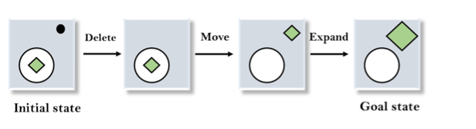 Delete
Move
Expand
Initial state
Goal state